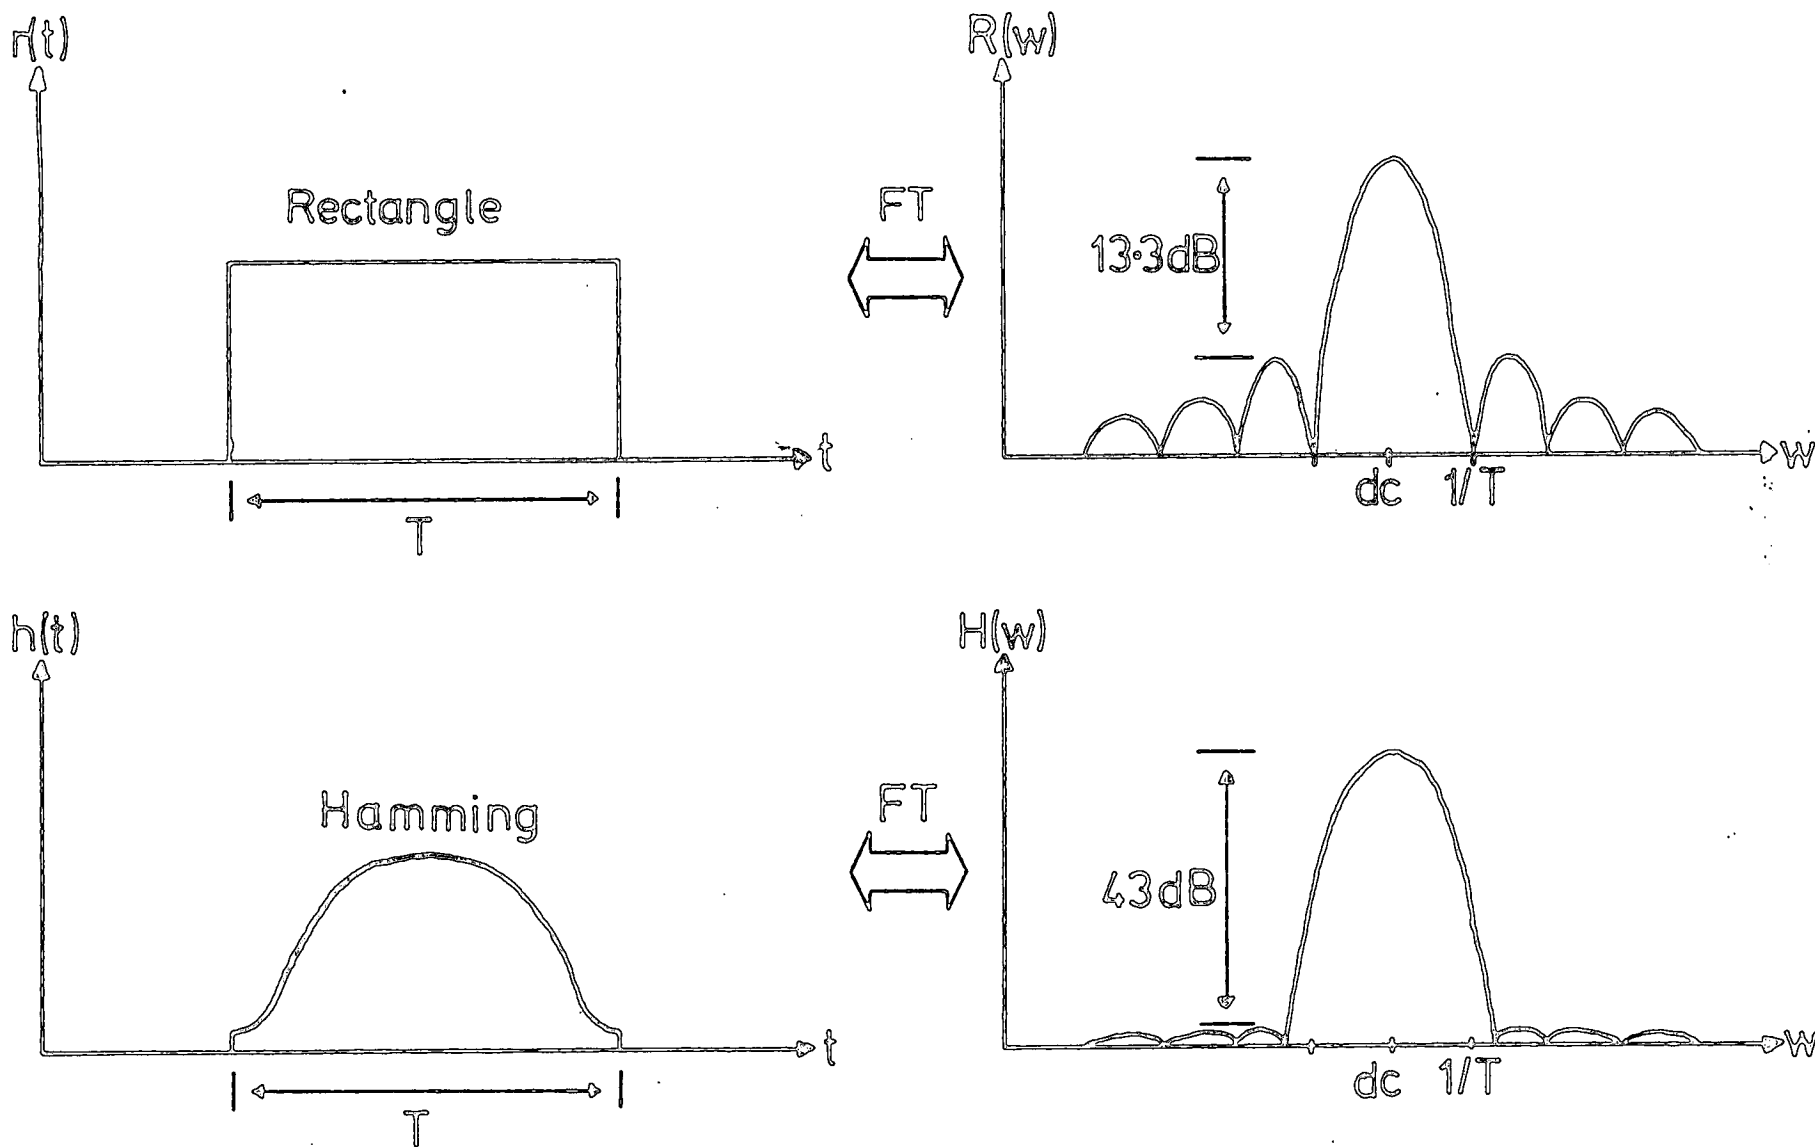 r(t)
Rectangle
t
T
FT
R(w)
13·3dB
dc 1/T
w
h(t)
Hamming
t
T
FT
H(w)
43dB
dc 1/T
w